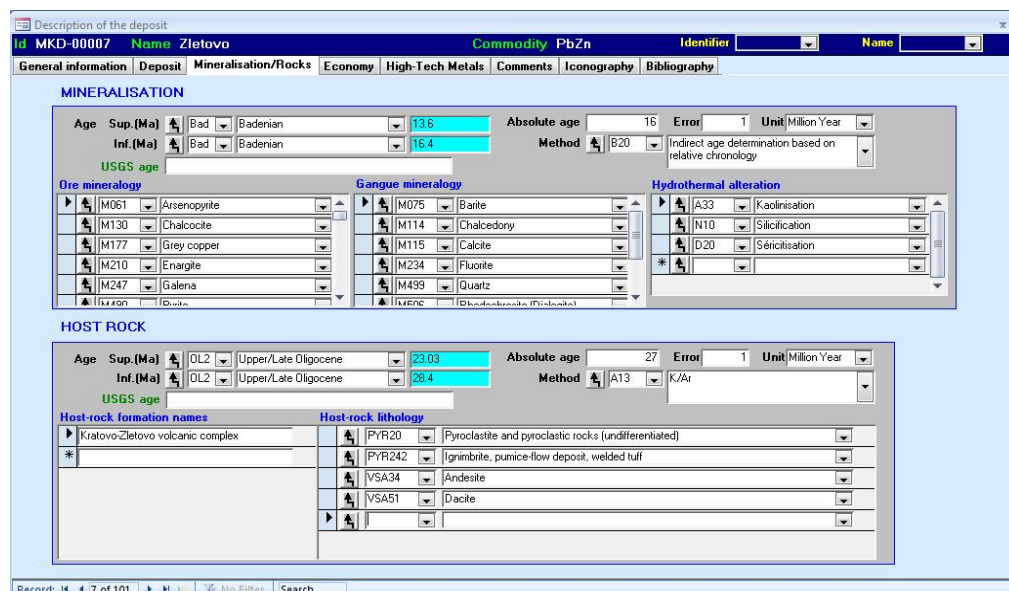 Description of the deposit x
Id MKD-00007 Name Zletovo Commodity PbZn Identifier Name
General information Deposit Mineralisation/Rocks Economy High-Tech Metals Comments Iconography Bibliography
MINERALISATION
Age Sup.(Ma) Bad Badenian 13.6 Absolute age 16 Error 1 Unit Million Year
Inf.(Ma) Bad Badenian 16.4 Method B20 Indirect age determination based on
relative chronology
USGS age
Ore mineralogy Gangue mineralogy Hydrothermal alteration
M061 Arsenopyrite M075 Barite A33 Kaolinisation
M130 Chalcocite M114 Chalcedony N10 Silicification
M177 Grey copper M115 Calcite D20 Séricitisation
M210 Enargite M234 Fluorite *
M247 Galena M499 Quartz
M490 Pyrite M506 Rhodochrosite (Dialogite)
HOST ROCK
Age Sup.(Ma) OL2 Upper/Late Oligocene 23.03 Absolute age 27 Error 1 Unit Million Year
Inf.(Ma) OL2 Upper/Late Oligocene 28.4 Method A13 K/Ar
USGS age
Host-rock formation names Host-rock lithology
Kratovo-Zletovo volcanic complex PYR20 Pyroclastite and pyroclastic rocks (undifferentiated)
* PYR242 Ignimbrite, pumice-flow deposit, welded tuff
VSA34 Andesite
VSA51 Dacite
Record: 7 of 101 No Filter Search